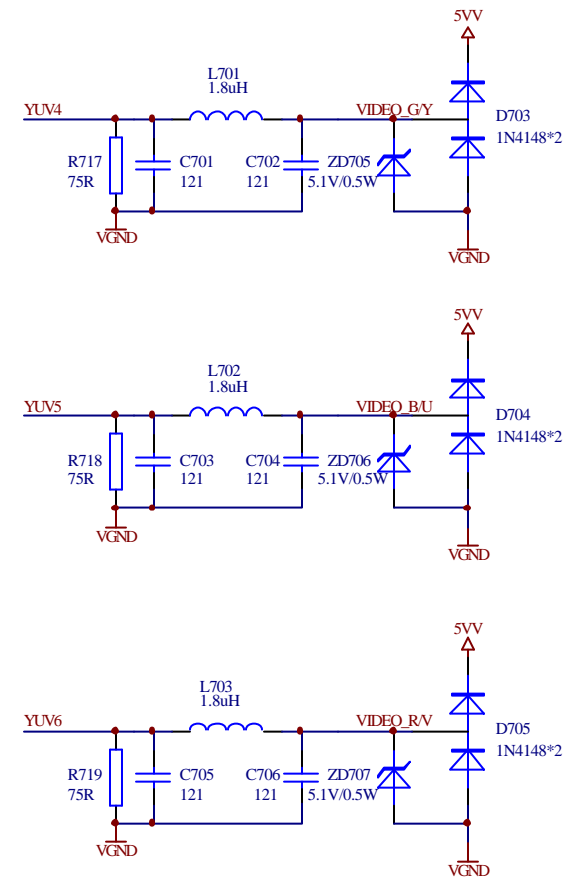 5VV
L701
1.8uH
YUV4
VIDEO_G/Y
D703
1N4148*2
R717
75R
C701
121
C702
121
ZD705
5.1V/0.5W
VGND
VGND
5VV
L702
1.8uH
YUV5
VIDEO_B/U
D704
1N4148*2
R718
75R
C703
121
C704
121
ZD706
5.1V/0.5W
VGND
VGND
5VV
L703
1.8uH
YUV6
VIDEO_R/V
D705
1N4148*2
R719
75R
C705
121
C706
121
ZD707
5.1V/0.5W
VGND
VGND